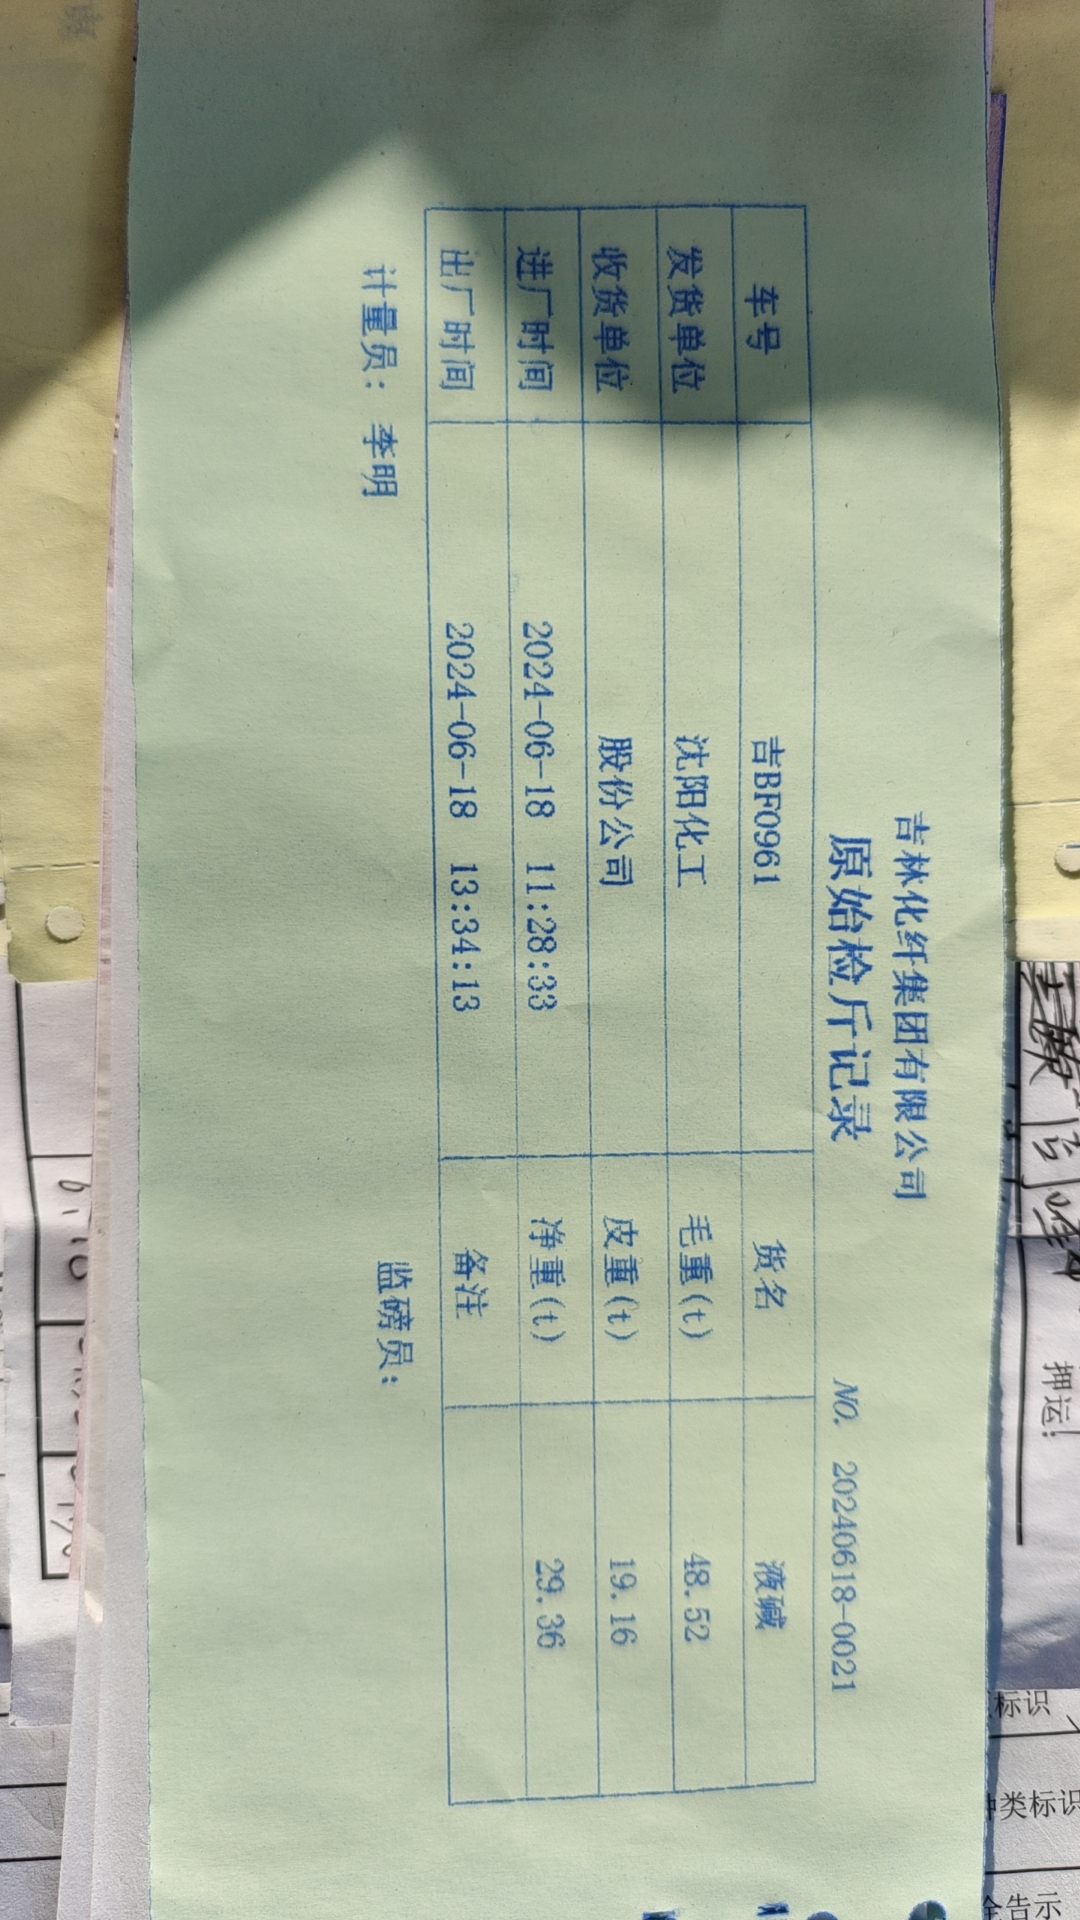 吉林化纤集团有限公司
原始检斤记录
NO. 20240618-0021
车号 吉BF0961 货名 液碱
发货单位 沈阳化工 毛重(t) 48.52
收货单位 股份公司 皮重(t) 19.16
进厂时间 2024-06-18 11:28:33 净重(t) 29.36
出厂时间 2024-06-18 13:34:13 备注
计量员： 李明 监磅员：
押运:
标识
种类标识
全告示